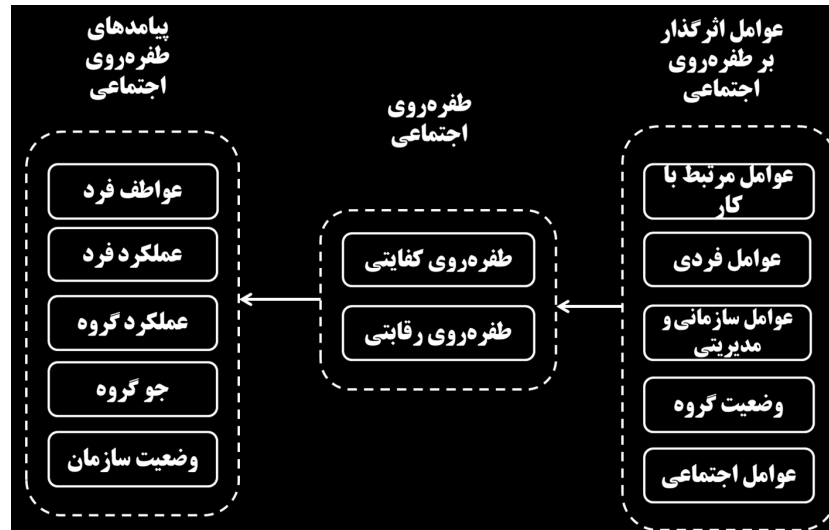 عوامل اثرگذار
بر طفره‌روی
اجتماعی
عوامل مرتبط با
کار
عوامل فردی
عوامل سازمانی و
مدیریتی
وضعیت گروه
عوامل اجتماعی
طفره‌روی
اجتماعی
طفره‌روی کفایتی
طفره‌روی رقابتی
پیامدهای
طفره‌روی
اجتماعی
عواطف فرد
عملکرد فرد
عملکرد گروه
جو گروه
وضعیت سازمان